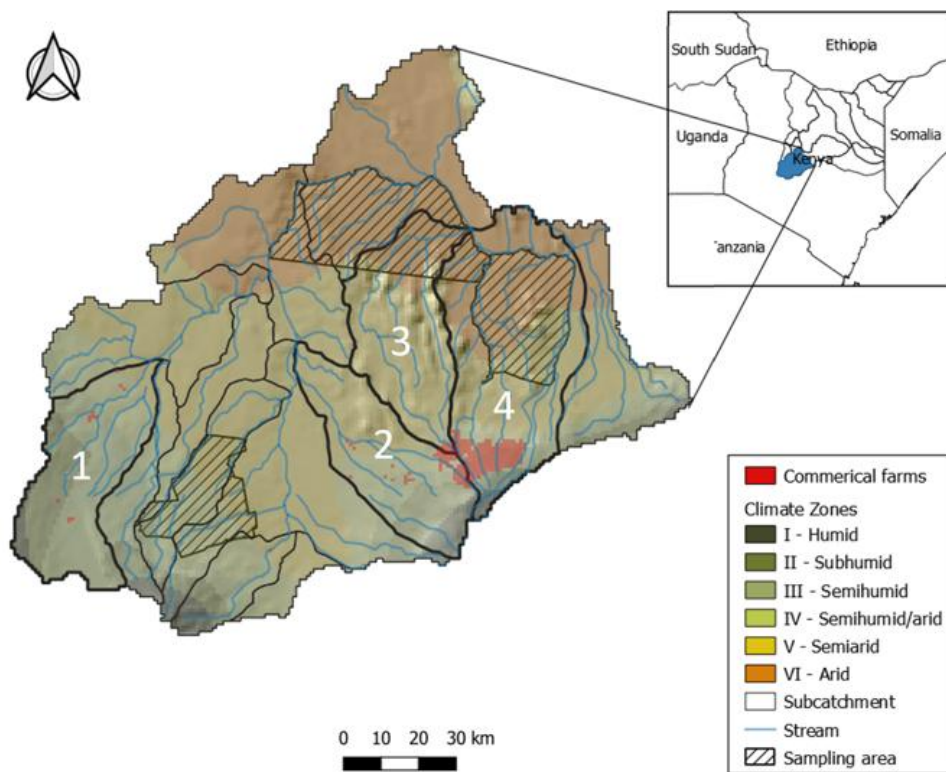 South Sudan
Ethiopia
Uganda
Kenya
Somalia
Tanzania
1
2
3
4
Commerical farms
Climate Zones
I - Humid
II - Subhumid
III - Semihumid
IV - Semihumid/arid
V - Semiarid
VI - Arid
Subcatchment
Stream
Sampling area
0 10 20 30 km